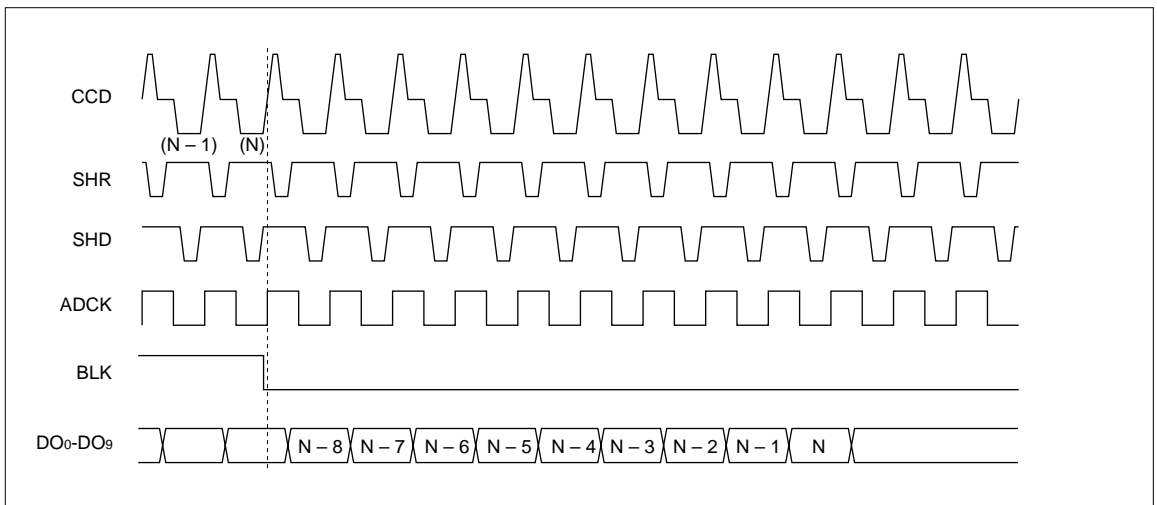 CCD
(N – 1) (N)
SHR
SHD
ADCK
BLK
DO0-DO9 N – 8 N – 7 N – 6 N – 5 N – 4 N – 3 N – 2 N – 1 N